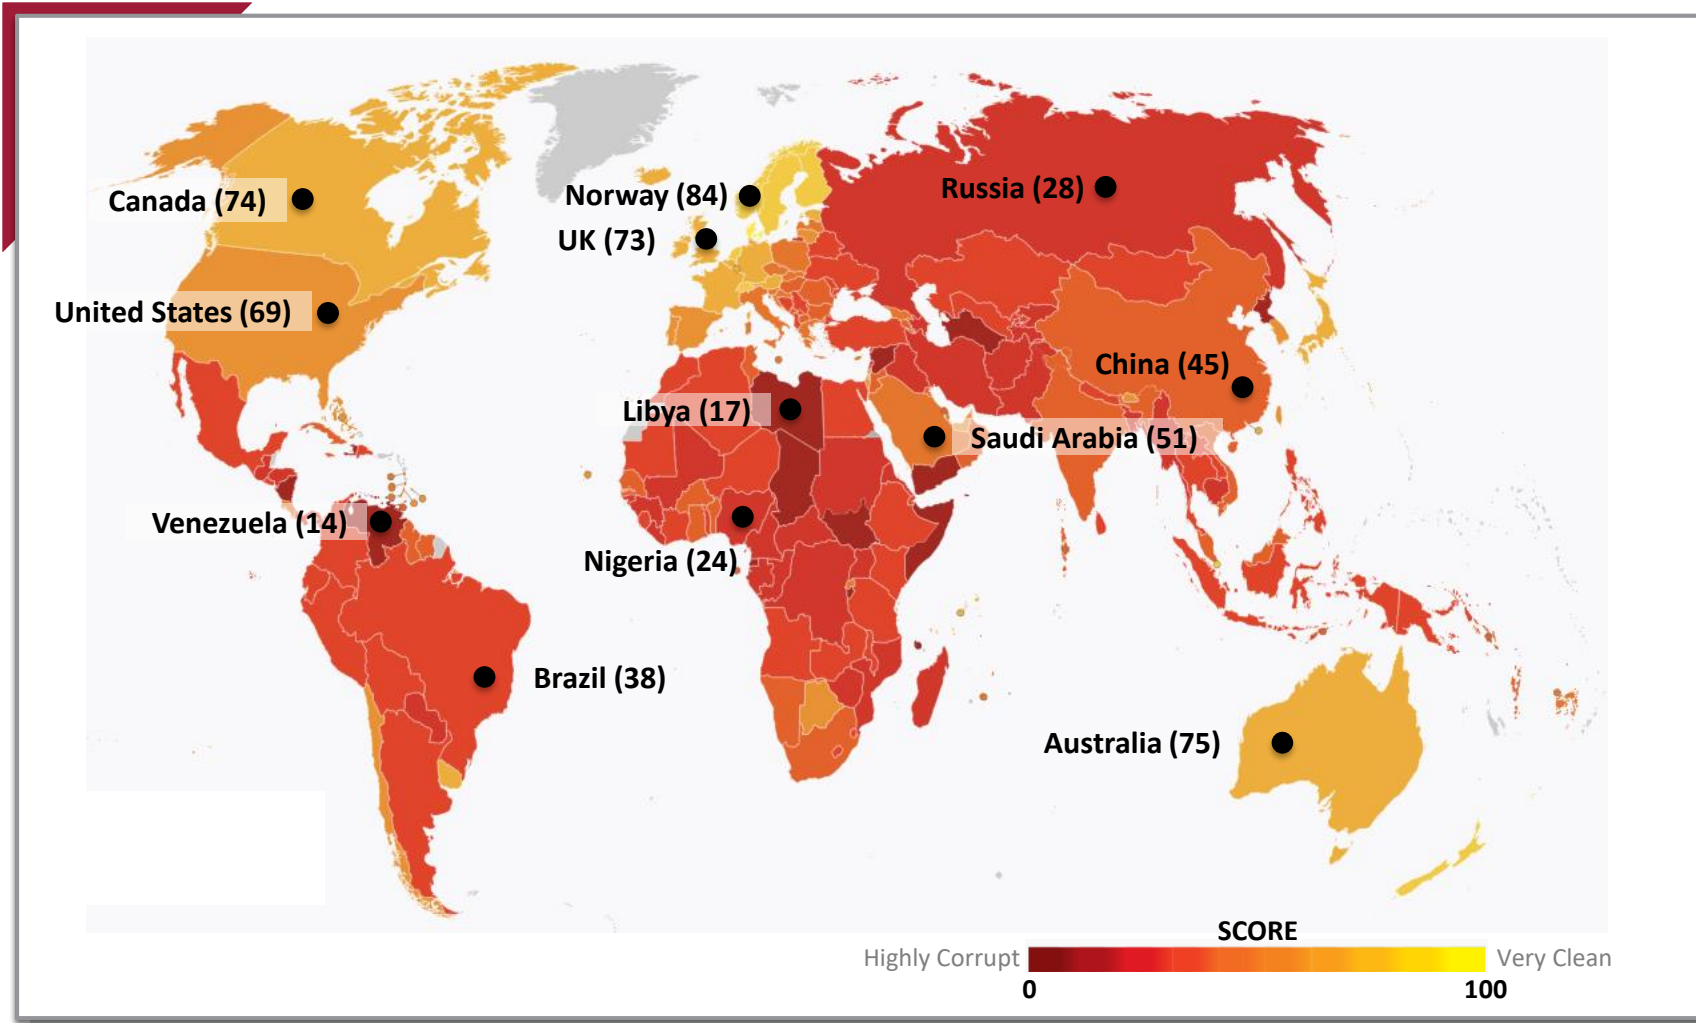 Canada (74)
Norway (84)
Russia (28)
UK (73)
United States (69)
China (45)
Libya (17)
Saudi Arabia (51)
Venezuela (14)
Nigeria (24)
Brazil (38)
Australia (75)
SCORE
Highly Corrupt
Very Clean
0
100